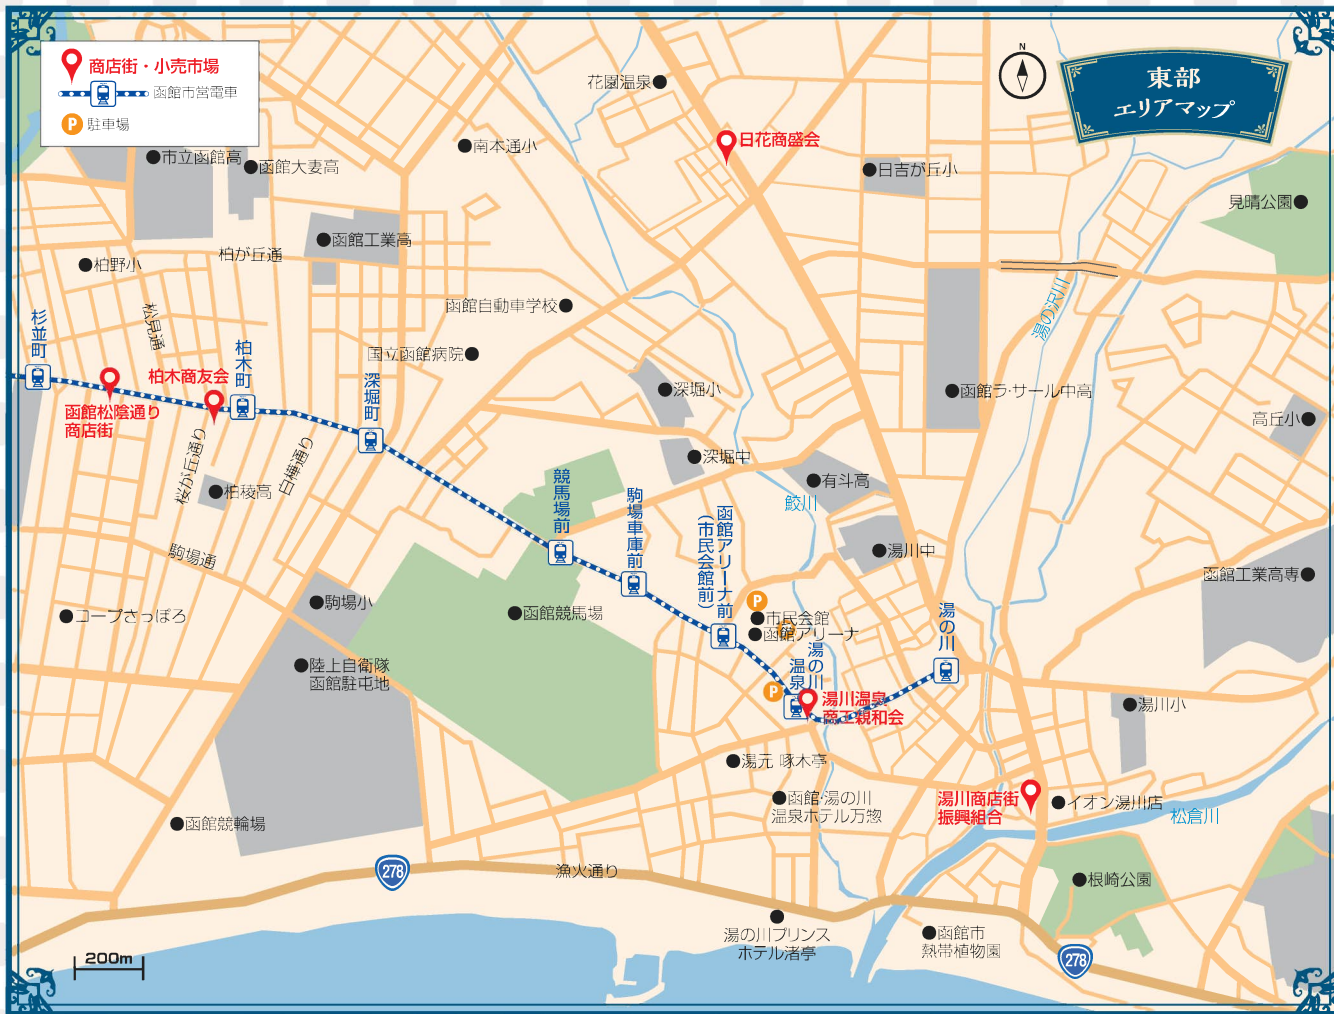 商店街・小売市場
函館市営電車
P 駐車場
N
東部
エリアマップ
花園温泉
日花商盛会
南本通小
市立函館高
函館大妻高
日吉が丘小
見晴公園
函館工業高
柏が丘通
柏野小
湯の沢川
函館自動車学校
松見通
杉並町
柏木町
国立函館病院
深堀町
柏木商友会
函館松陰通り
商店街
深堀小
函館ラ・サール中高
高丘小
桜が丘通り
白樺通り
深堀中
柏稜高
有斗高
鮫川
競馬場前
駒場車庫前
函館アリーナ前
(市民会館前)
湯川中
駒場通
函館工業高専
駒場小
コープさっぽろ
函館競馬場
P
市民会館
函館アリーナ
湯の川
陸上自衛隊
函館駐屯地
湯の川
温泉
P
湯川温泉
商工親和会
湯川小
湯元 啄木亭
函館・湯の川
温泉ホテル万惣
湯川商店街
振興組合
イオン湯川店
松倉川
函館競輪場
278
漁火通り
根崎公園
湯の川プリンス
ホテル渚亭
函館市
熱帯植物園
278
200m